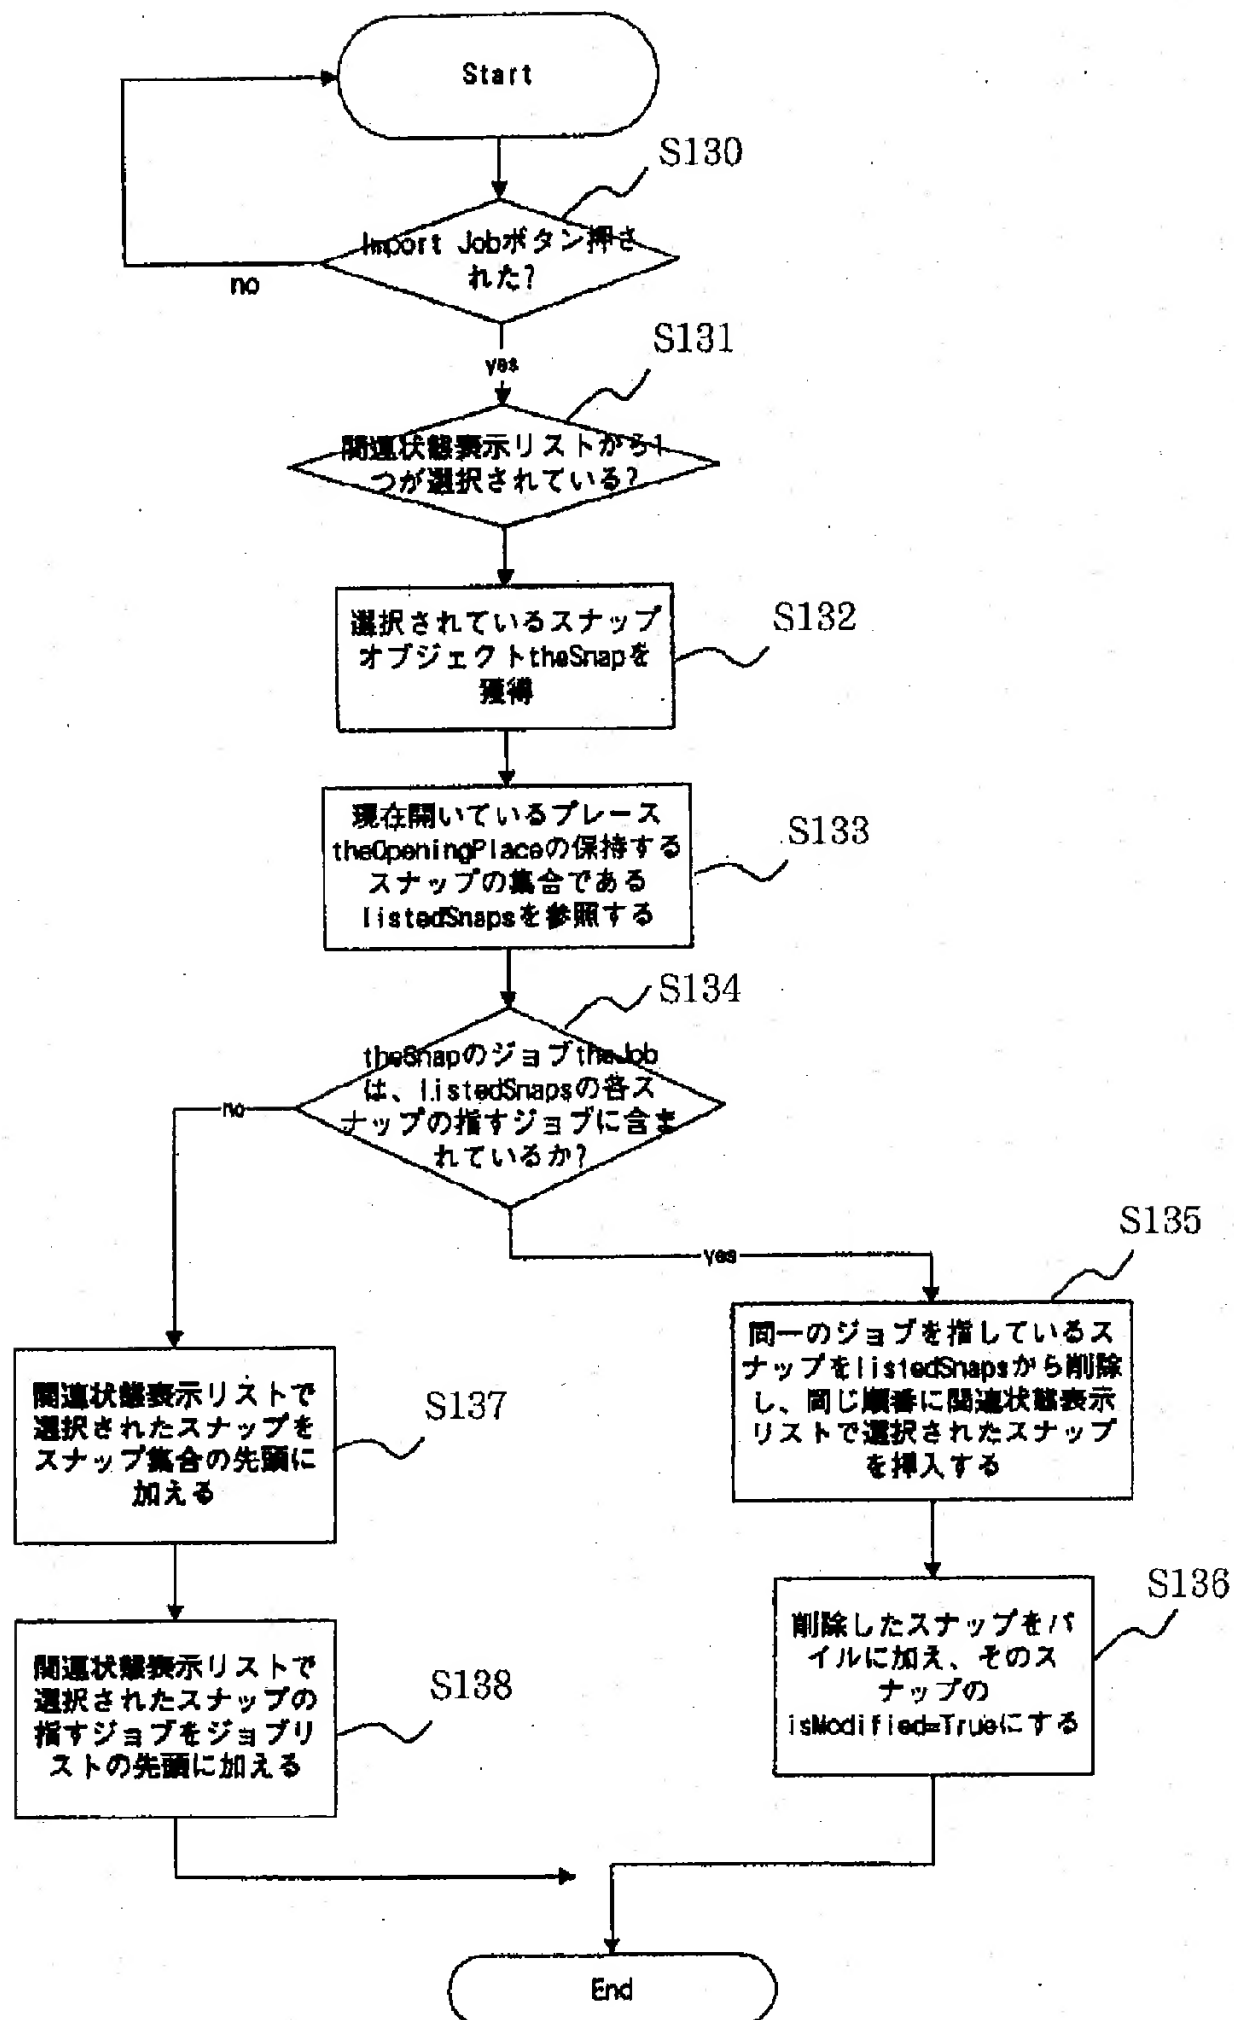 Start
S130
Import Jobボタン押さ
れた?
no
S131
yes
関連状態表示リストから1
つが選択されている?
選択されているスナップ
オブジェクトtheSnapを
獲得
S132
現在開いているプレース
theOpeningPlaceの保持する
スナップの集合である
listedSnapsを参照する
S133
S134
theSnapのジョブtheJob
は、listedSnapsの各ス
ナップの指すジョブに含ま
れているか?
no
yes
S135
同一のジョブを指しているス
ナップをlistedSnapsから削除
し、同じ順番に関連状態表示
リストで選択されたスナップ
を挿入する
関連状態表示リストで
選択されたスナップを
スナップ集合の先頭に
加える
S137
S136
削除したスナップをパ
イルに加え、そのス
ナップの
isModified=Trueにする
関連状態表示リストで
選択されたスナップの
指すジョブをジョブリ
ストの先頭に加える
S138
End